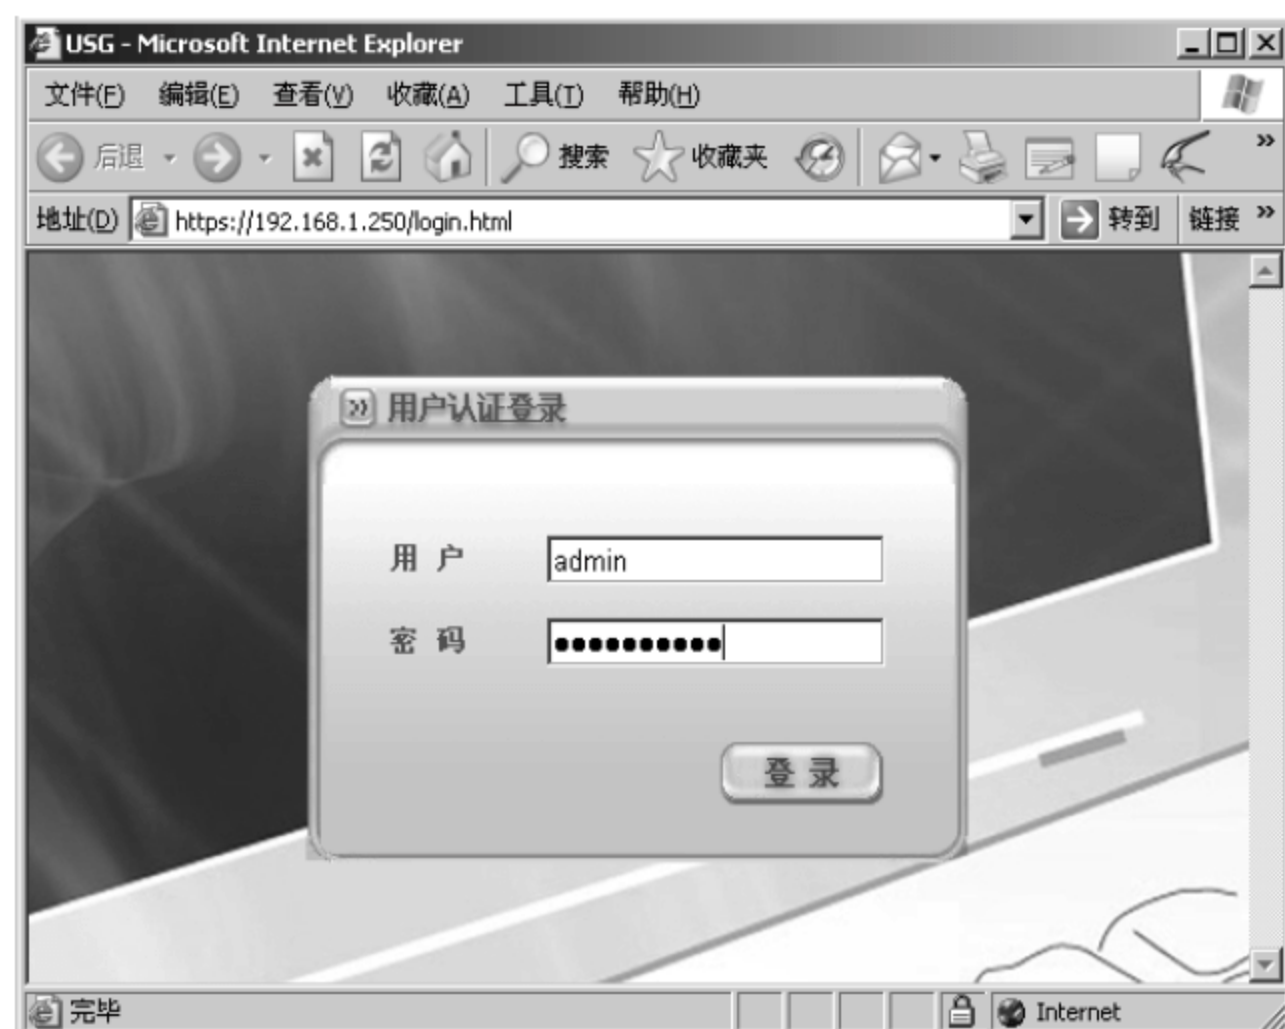 USG - Microsoft Internet Explorer
文件(F) 编辑(E) 查看(V) 收藏(A) 工具(T) 帮助(H)
后退 搜索 收藏夹 »
地址(D) https://192.168.1.250/login.html 转到 链接 »
用户认证登录
用 户 admin
密 码 ●●●●●●●●●●
登 录
完毕 Internet